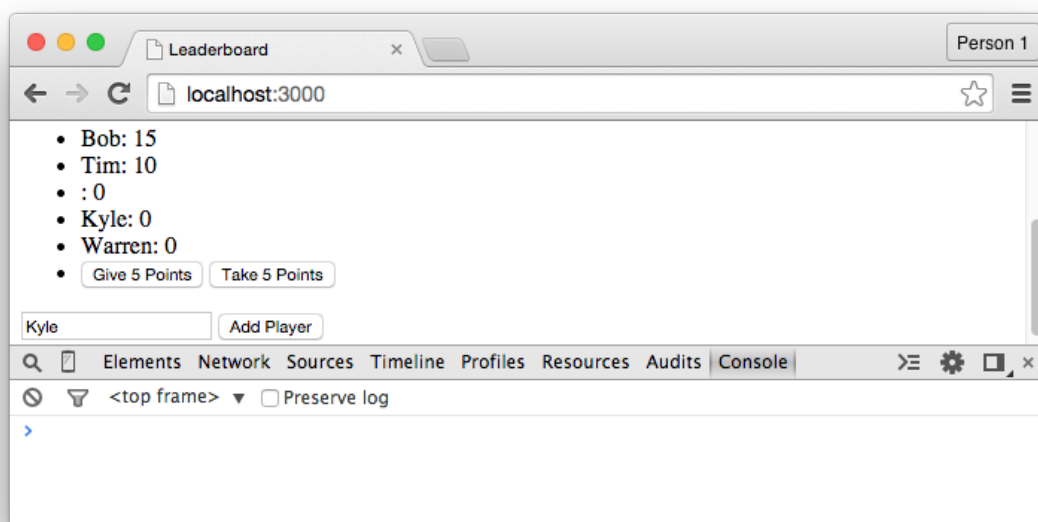 Leaderboard Person 1
localhost:3000
Bob: 15
Tim: 10
: 0
Kyle: 0
Warren: 0
Give 5 Points Take 5 Points
Kyle Add Player
Elements Network Sources Timeline Profiles Resources Audits Console
<top frame> Preserve log